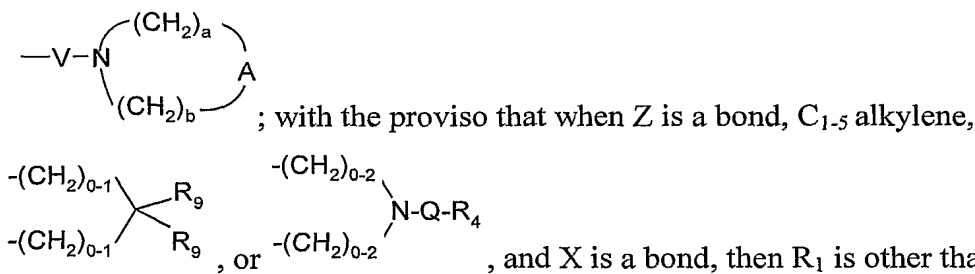 (CH₂)ₐ
—V–N A
(CH₂)_b ; with the proviso that when Z is a bond, C₁₋₅ alkylene,
-(CH₂)₀₋₁ R₉ -(CH₂)₀₋₂ N-Q-R₄
-(CH₂)₀₋₁ R₉ , or -(CH₂)₀₋₂ , and X is a bond, then R₁ is other